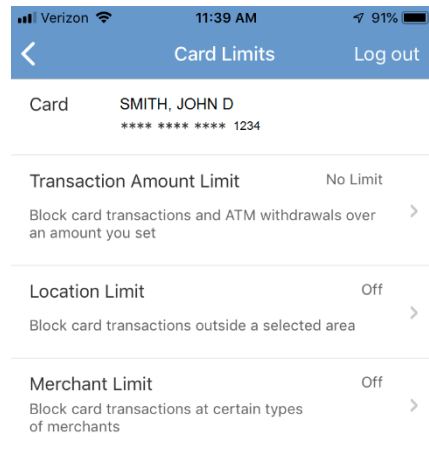 Verizon 11:39 AM 91%
Card Limits Log out
Card SMITH, JOHN D
**** **** **** 1234
Transaction Amount Limit No Limit
Block card transactions and ATM withdrawals over
an amount you set
Location Limit Off
Block card transactions outside a selected area
Merchant Limit Off
Block card transactions at certain types
of merchants